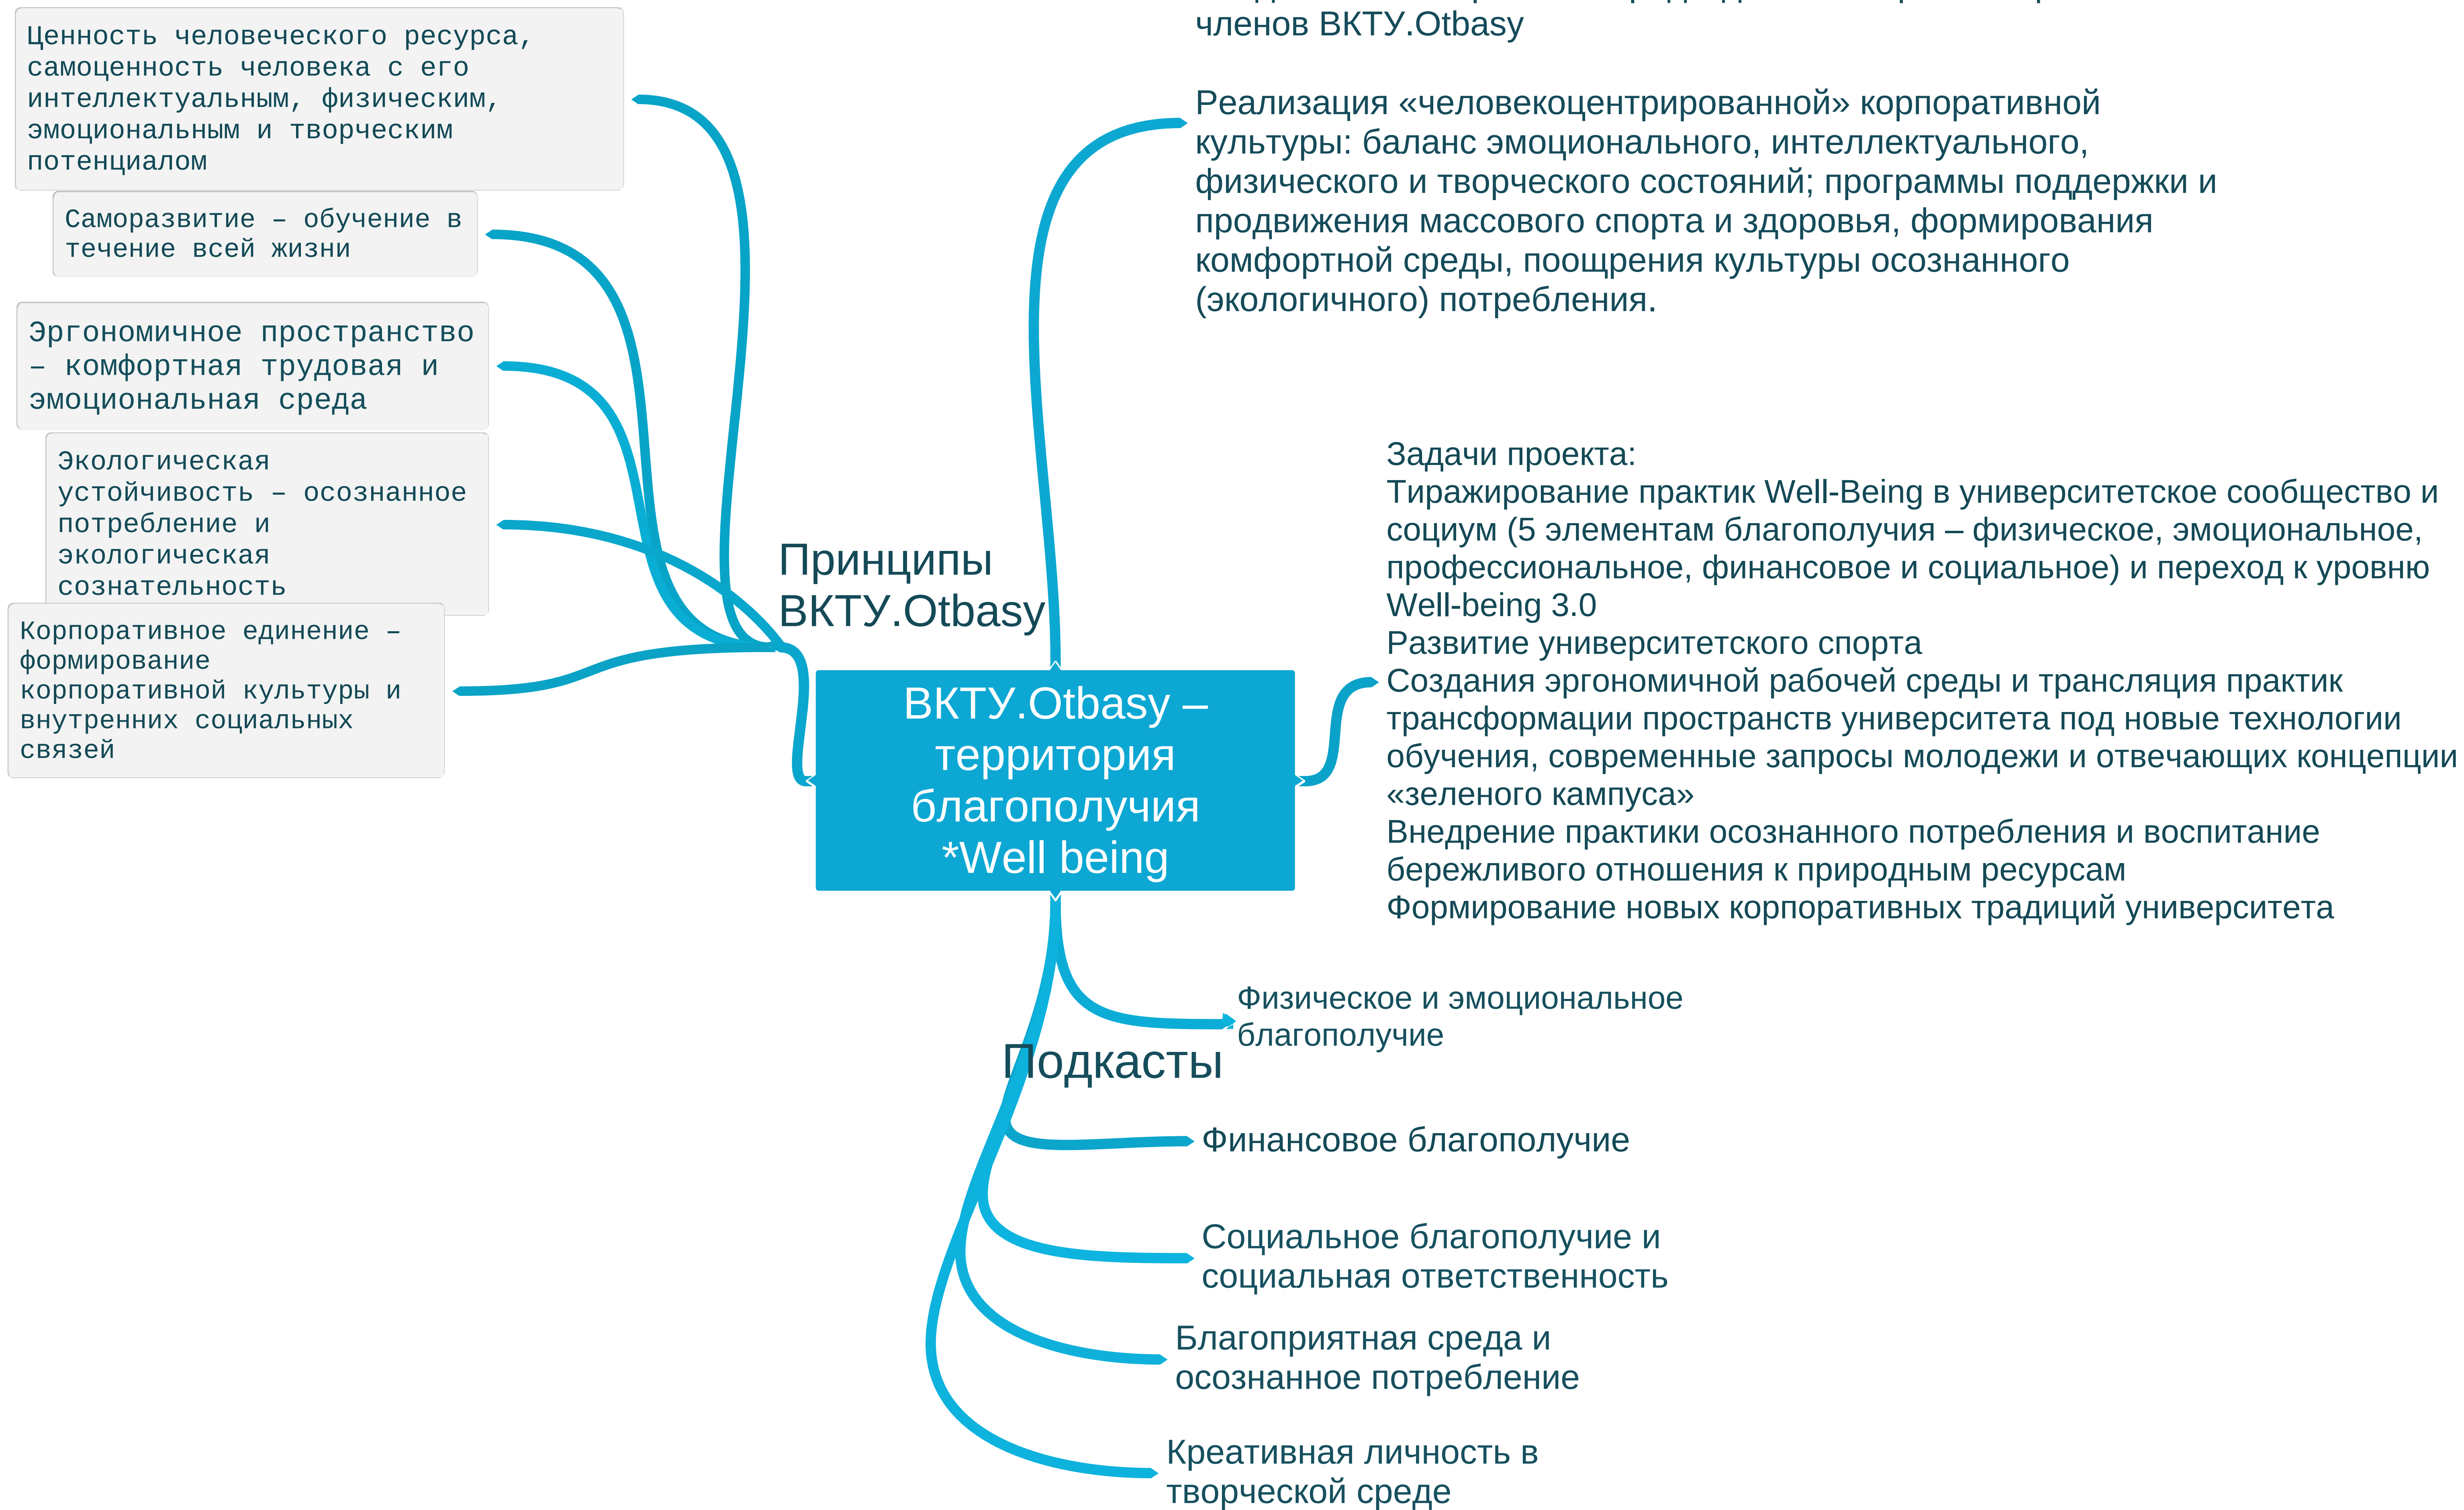 Ценность человеческого ресурса,
самоценность человека с его
интеллектуальным, физическим,
эмоциональным и творческим
потенциалом
Саморазвитие – обучение в
течение всей жизни
Эргономичное пространство
– комфортная трудовая и
эмоциональная среда
Экологическая
устойчивость – осознанное
потребление и
экологическая
сознательность
Корпоративное единение –
формирование
корпоративной культуры и
внутренних социальных
связей
Принципы
ВКТУ.Otbasy
ВКТУ.Otbasy –
территория
благополучия
*Well being
членов ВКТУ.Otbasy
Реализация «человекоцентрированной» корпоративной
культуры: баланс эмоционального, интеллектуального,
физического и творческого состояний; программы поддержки и
продвижения массового спорта и здоровья, формирования
комфортной среды, поощрения культуры осознанного
(экологичного) потребления.
Задачи проекта:
Тиражирование практик Well-Being в университетское сообщество и
социум (5 элементам благополучия – физическое, эмоциональное,
профессиональное, финансовое и социальное) и переход к уровню
Well-being 3.0
Развитие университетского спорта
Создания эргономичной рабочей среды и трансляция практик
трансформации пространств университета под новые технологии
обучения, современные запросы молодежи и отвечающих концепции
«зеленого кампуса»
Внедрение практики осознанного потребления и воспитание
бережливого отношения к природным ресурсам
Формирование новых корпоративных традиций университета
Физическое и эмоциональное
благополучие
Подкасты
Финансовое благополучие
Социальное благополучие и
социальная ответственность
Благоприятная среда и
осознанное потребление
Креативная личность в
творческой среде